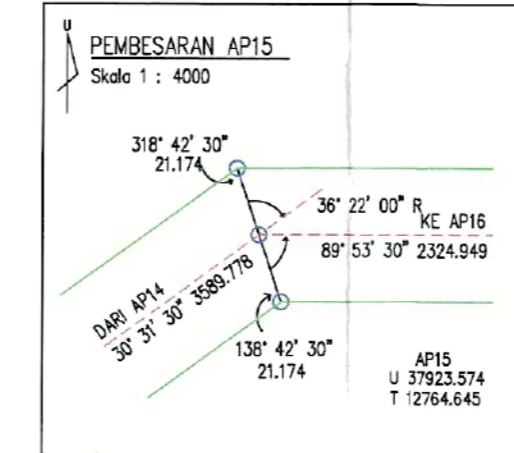 U
PEMBESARAN AP15
Skala 1 : 4000
318° 42' 30"
21.174
36° 22' 00" R
KE AP16
89° 53' 30" 2324.949
DARI AP14
30° 31' 30" 3589.778
138° 42' 30"
21.174
AP15
U 37923.574
T 12764.645